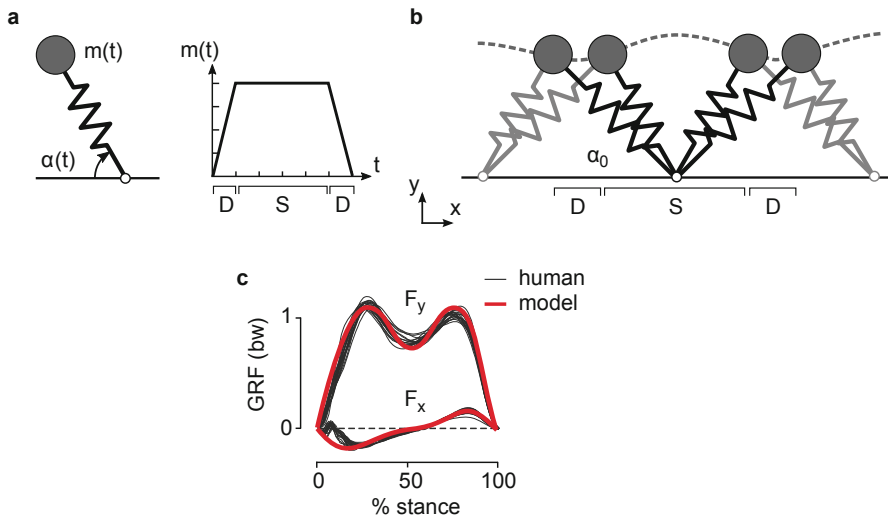 a
m(t)
α(t)
m(t)
t
D S D
b
α0
y
x
D S D
c
human
model
Fy
Fx
GRF (bw)
1
0
0 50 100
% stance